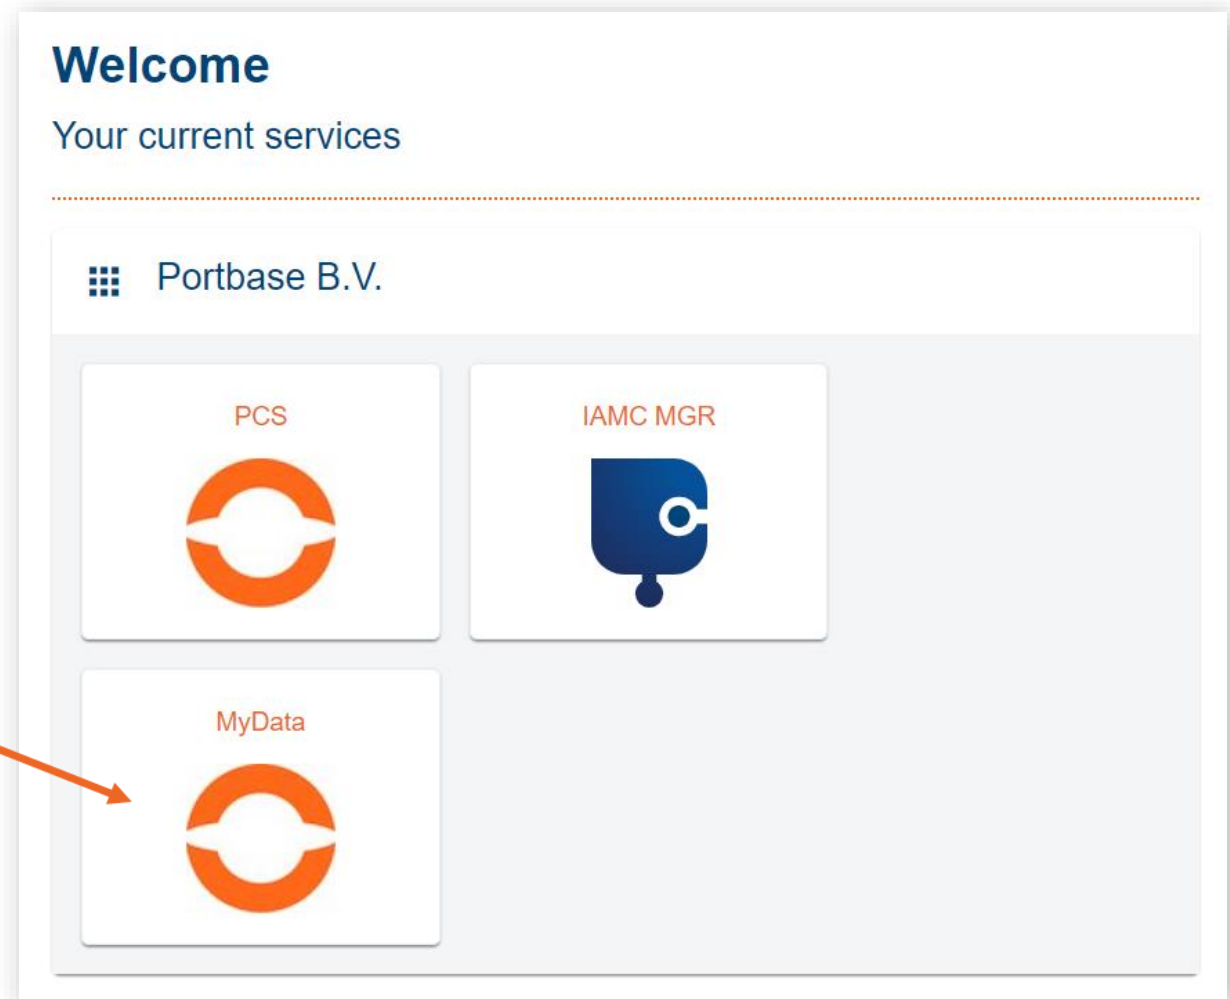 Welcome
Your current services
Portbase B.V.
PCS
IAMC MGR
MyData